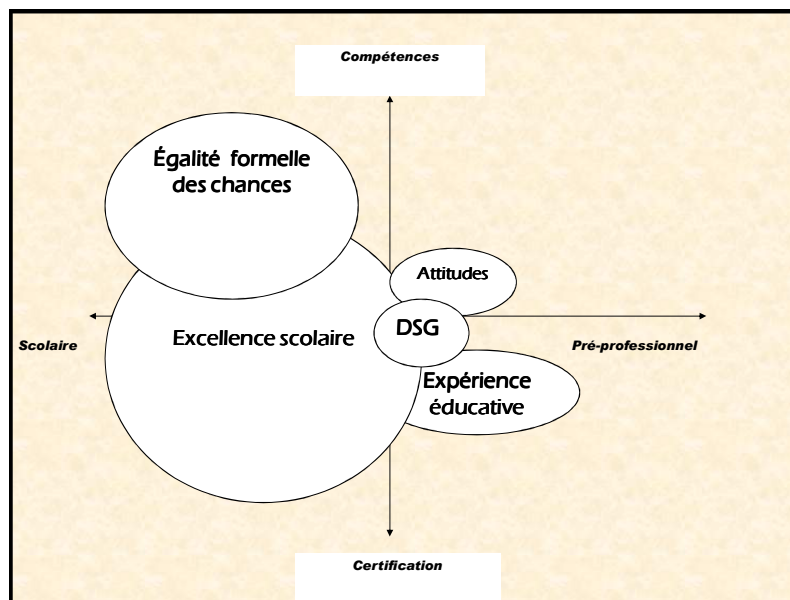 Compétences
Égalité formelle
des chances
Attitudes
DSG
Excellence scolaire
Scolaire
Pré-professionnel
Expérience
éducative
Certification